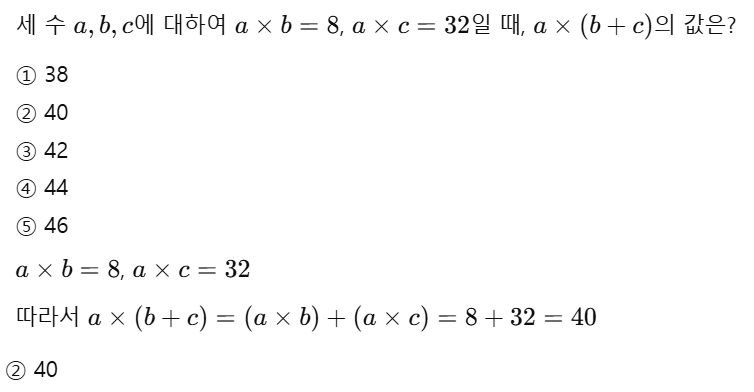 세 수 a, b, c에 대하여 a × b = 8, a × c = 32일 때, a × (b + c)의 값은?
① 38
② 40
③ 42
④ 44
⑤ 46
a × b = 8, a × c = 32
따라서 a × (b + c) = (a × b) + (a × c) = 8 + 32 = 40
② 40